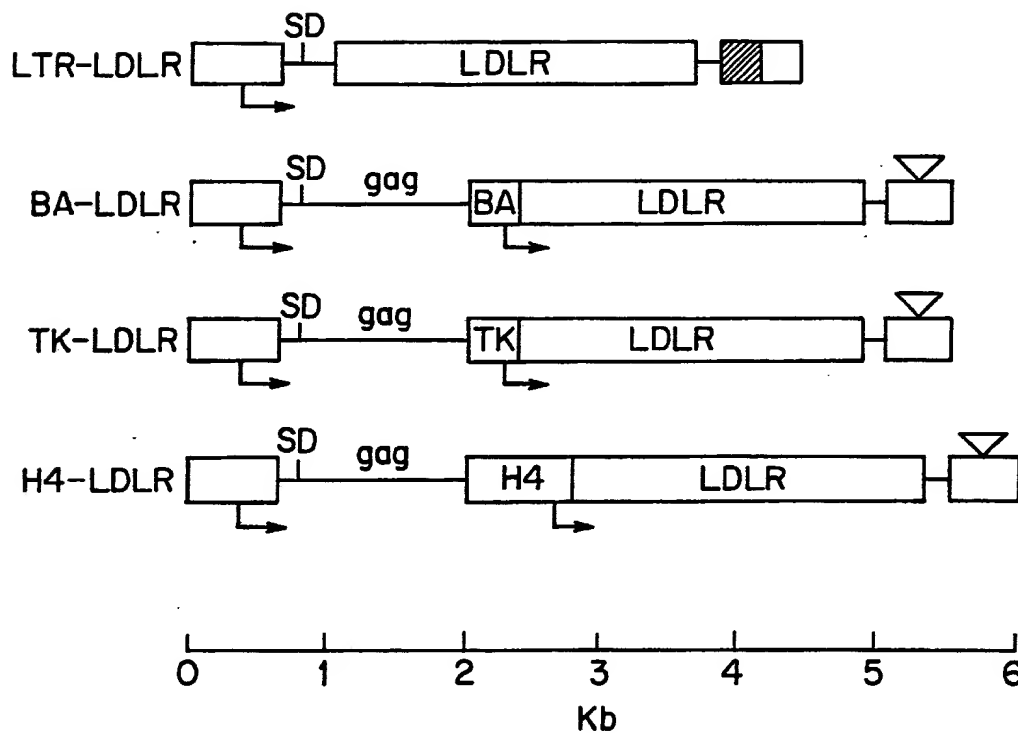 SD
LTR-LDLR LDLR
SD gag
BA-LDLR BA LDLR
SD gag
TK-LDLR TK LDLR
SD gag
H4-LDLR H4 LDLR
0 1 2 3 4 5 6
Kb